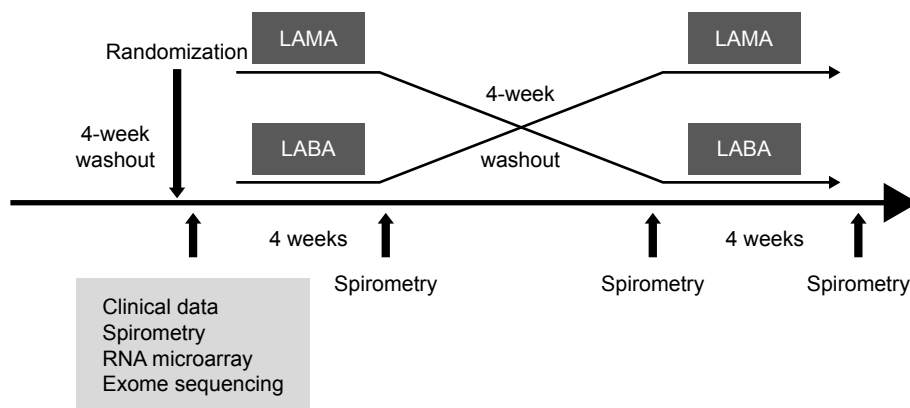 LAMA
LAMA
Randomization
4-week
washout
4-week
washout
LABA
LABA
4 weeks
4 weeks
Spirometry
Spirometry
Spirometry
Clinical data
Spirometry
RNA microarray
Exome sequencing